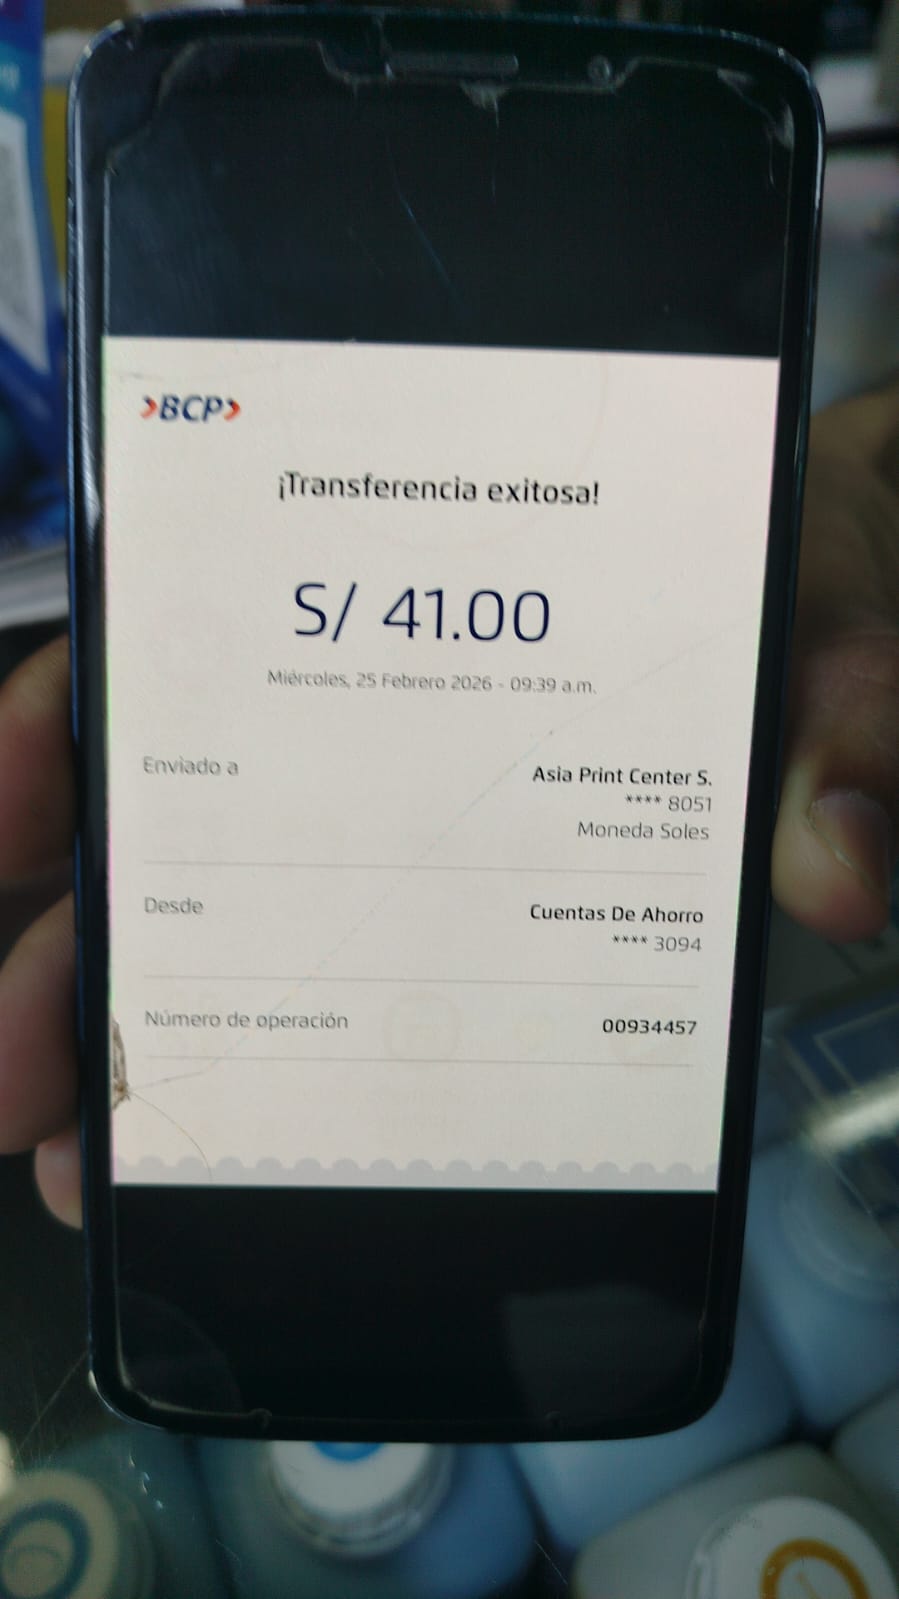 BCP
¡Transferencia exitosa!
S/ 41.00
Miércoles, 25 Febrero 2026 - 09:39 a.m.
Enviado a
Asia Print Center S.
**** 8051
Moneda Soles
Desde
Cuentas De Ahorro
**** 3094
Número de operación
00934457